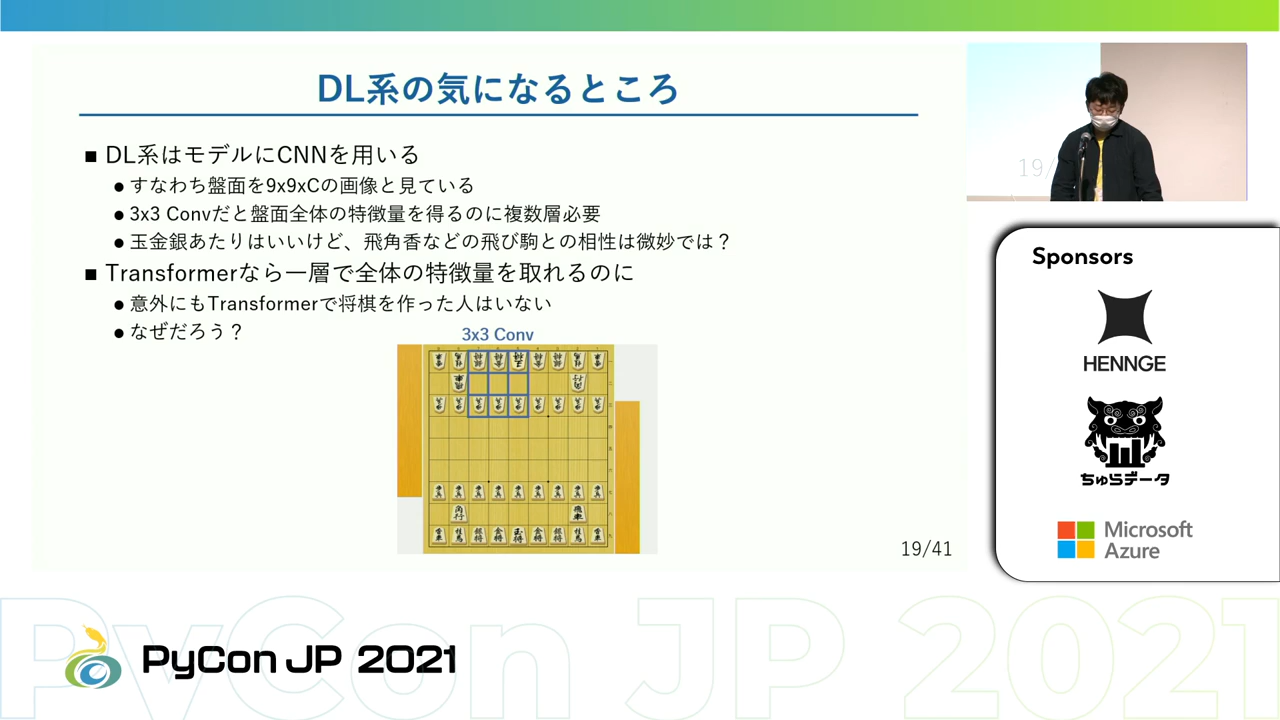 DL系の気になるところ
■ DL系はモデルにCNNを用いる
● すなわち盤面を9x9xCの画像と見ている
● 3x3 Convだと盤面全体の特徴量を得るのに複数層必要
● 玉金銀あたりはいいけど、飛角香などの飛び駒との相性は微妙では？
■ Transformerなら一層で全体の特徴量を取れるのに
● 意外にもTransformerで将棋を作った人はいない
● なぜだろう？
3x3 Conv
角行
飛車
19/41
19/
Sponsors
HENNGE
ちゅらデータ
Microsoft
Azure
PyCon JP 2021
PyCon JP 2021